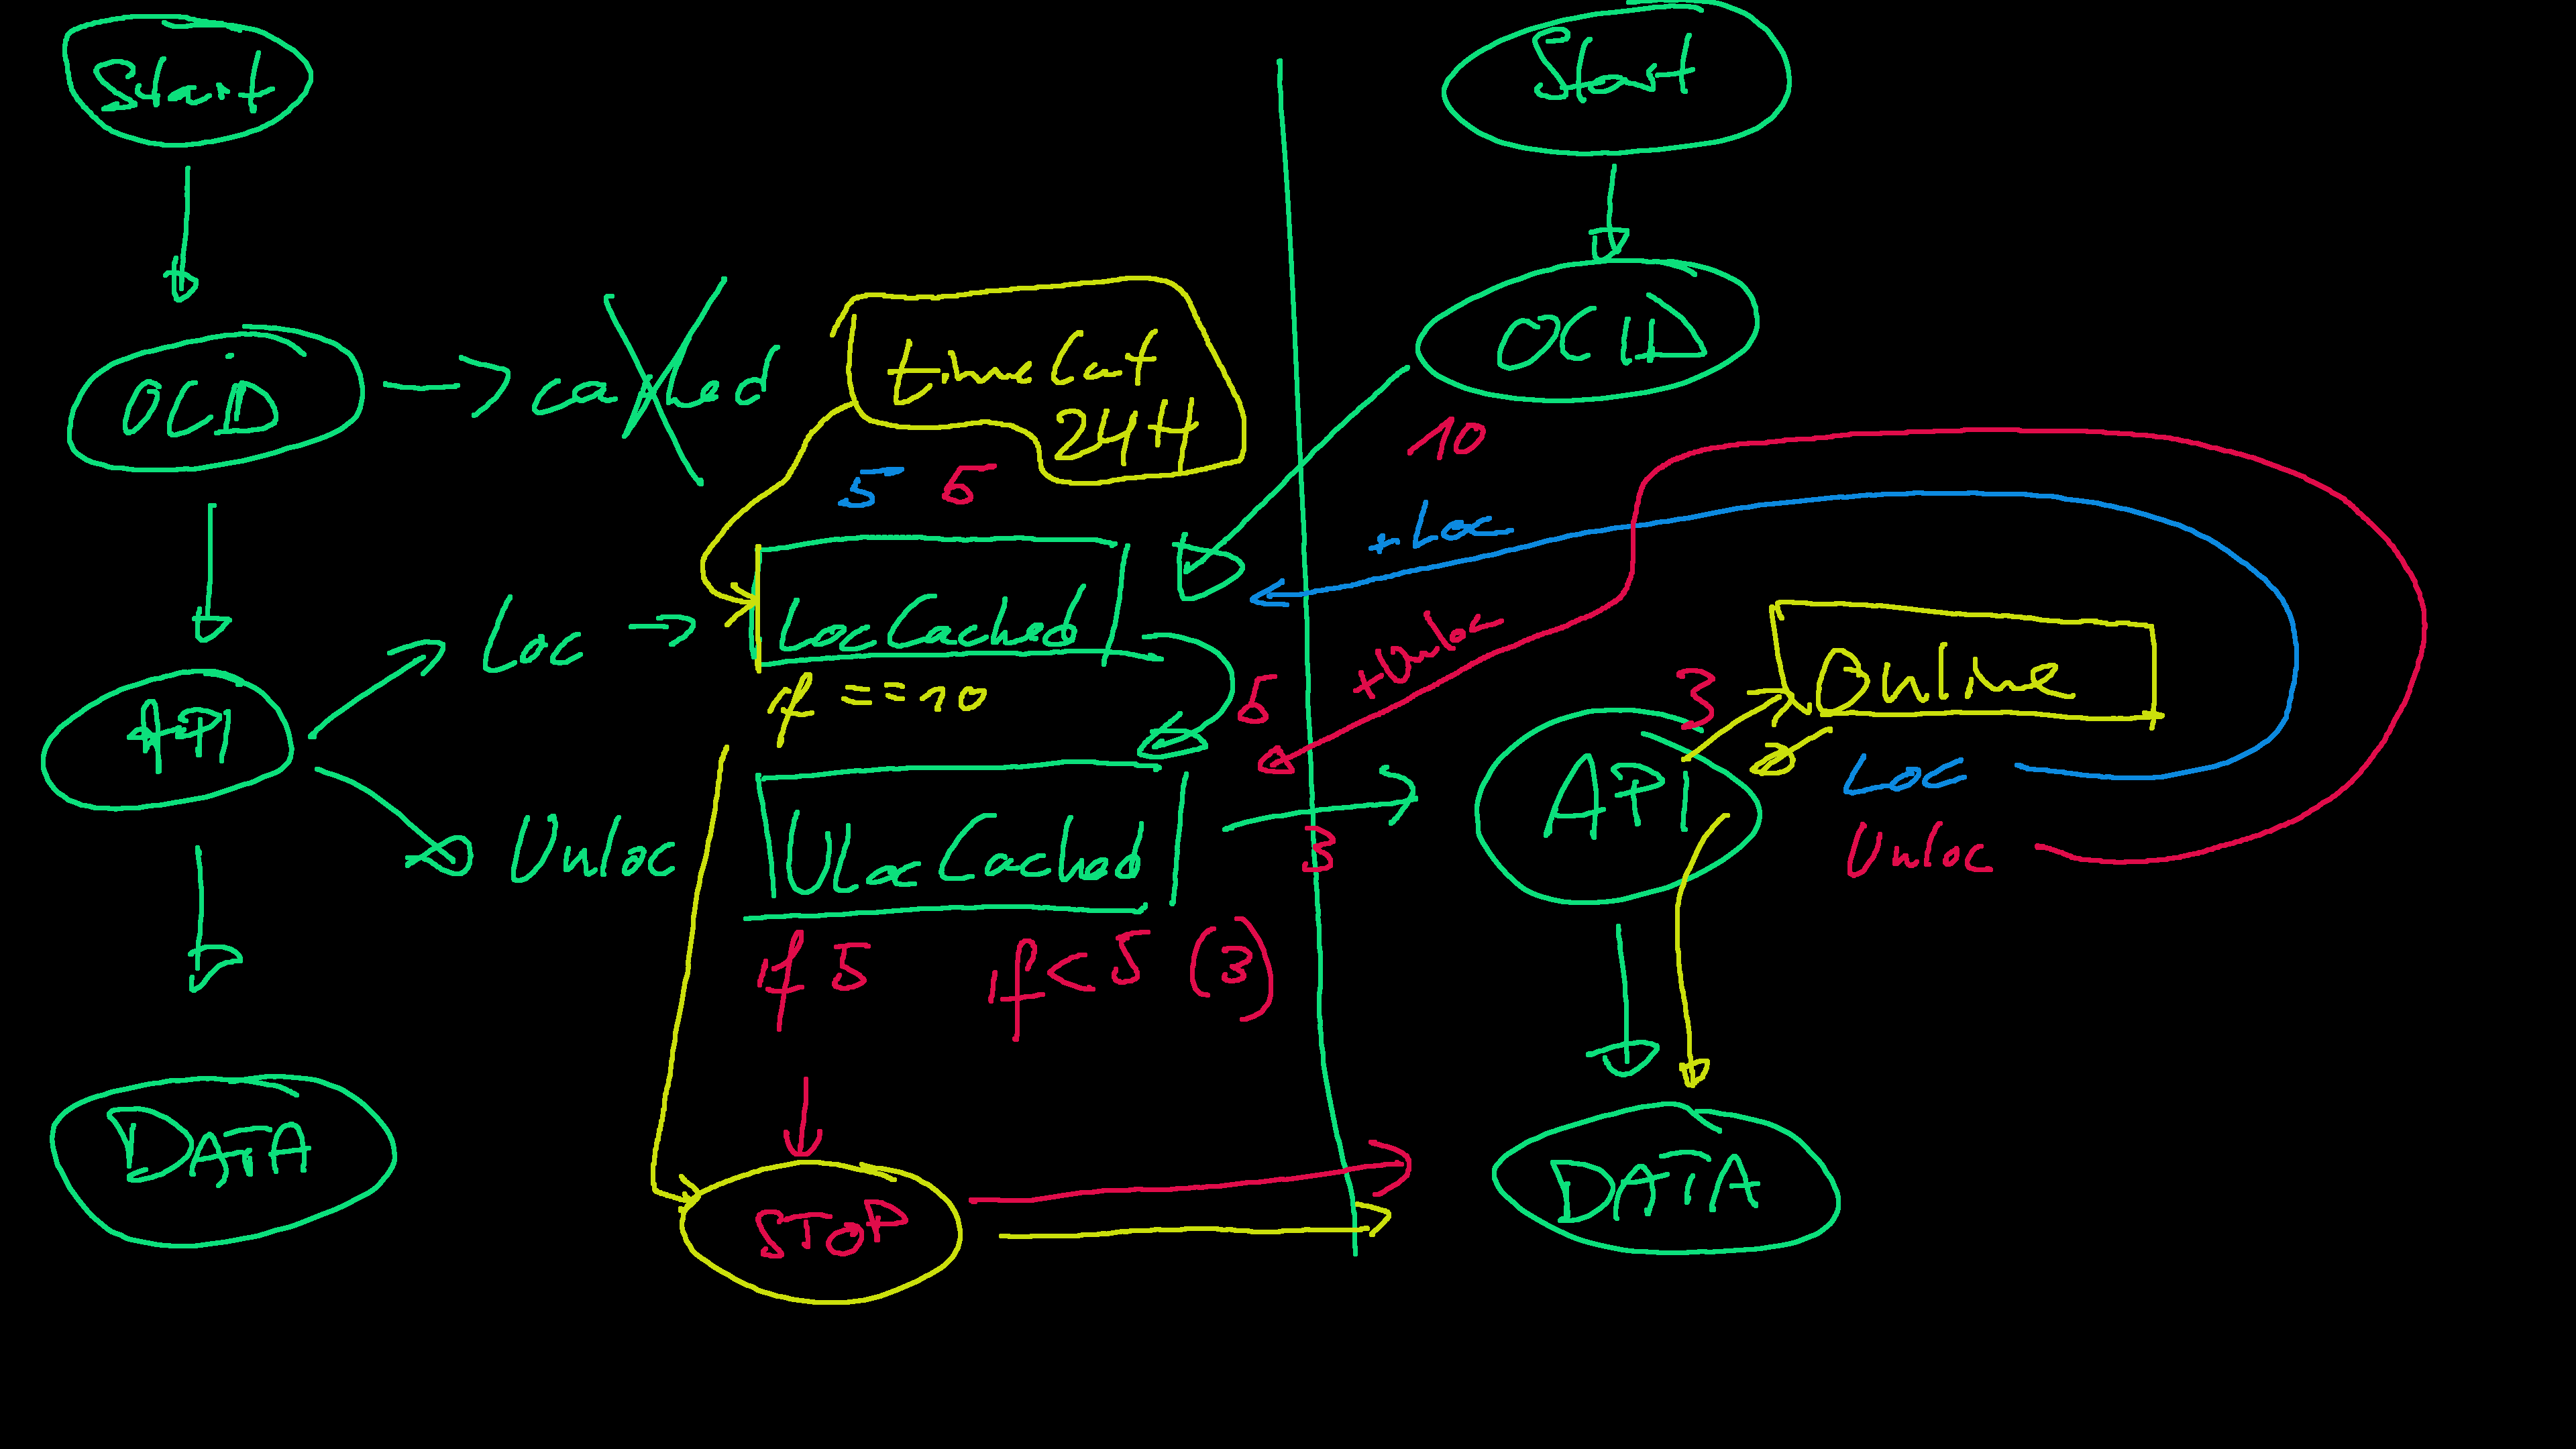 Start
Start
OCID
OCID
cached
timeCat
24H
10
5 5
+Loc
Loc
LocCached
+Unloc
Online
if == 10
5
3
API
API
Loc
Unloc
ULocCached
3
Unloc
if 5
if < 5 (3)
DATA
DATA
STOP